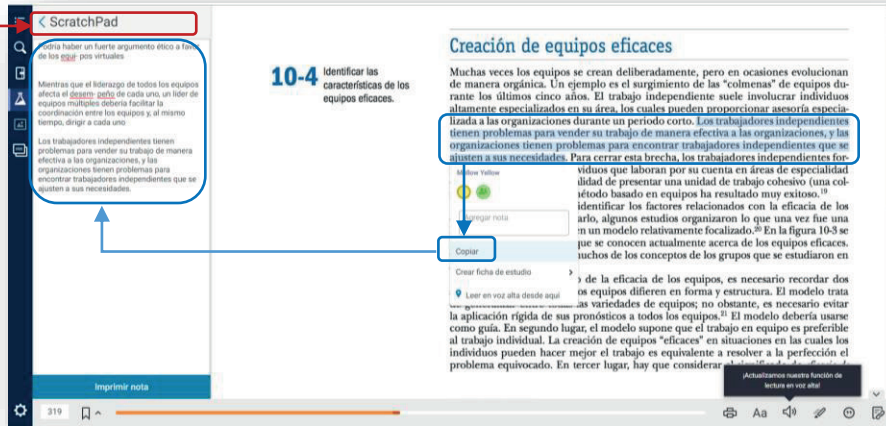 ScratchPad
Podría haber un fuerte argumento ético a favor
de los equi- pos virtuales
Mientras que el liderazgo de todos los equipos
afecta el desem- peño de cada uno, un líder de
equipos múltiples debería facilitar la
coordinación entre los equipos y, al mismo
tiempo, dirigir a cada uno
Los trabajadores independientes tienen
problemas para vender su trabajo de manera
efectiva a las organizaciones, y las
organizaciones tienen problemas para
encontrar trabajadores independientes que se
ajusten a sus necesidades.
Imprimir nota
10-4 Identificar las
características de los
equipos eficaces.
Creación de equipos eficaces
Muchas veces los equipos se crean deliberadamente, pero en ocasiones evolucionan
de manera orgánica. Un ejemplo es el surgimiento de las "colmenas" de equipos du-
rante los últimos cinco años. El trabajo independiente suele involucrar individuos
altamente especializados en su área, los cuales pueden proporcionar asesoría especia-
lizada a las organizaciones durante un periodo corto. Los trabajadores independientes
tienen problemas para vender su trabajo de manera efectiva a las organizaciones, y las
organizaciones tienen problemas para encontrar trabajadores independientes que se
ajusten a sus necesidades. Para cerrar esta brecha, los trabajadores independientes for-
viduos que laboran por su cuenta en áreas de especialidad
lidad de presentar una unidad de trabajo cohesivo (una col-
étodo basado en equipos ha resultado muy exitoso.19
identificar los factores relacionados con la eficacia de los
arlo, algunos estudios organizaron lo que una vez fue una
n un modelo relativamente focalizado.20 En la figura 10-3 se
que se conocen actualmente acerca de los equipos eficaces.
uchos de los conceptos de los grupos que se estudiaron en
de la eficacia de los equipos, es necesario recordar dos
os equipos difieren en forma y estructura. El modelo trata
as variedades de equipos; no obstante, es necesario evitar
la aplicación rígida de sus pronósticos a todos los equipos.21 El modelo debería usarse
como guía. En segundo lugar, el modelo supone que el trabajo en equipo es preferible
al trabajo individual. La creación de equipos "eficaces" en situaciones en las cuales los
individuos pueden hacer mejor el trabajo es equivalente a resolver a la perfección el
problema equivocado. En tercer lugar, hay que considerar
Mellow Yellow
Agregar nota
Copiar
Crear ficha de estudio
Leer en voz alta desde aquí
¡Actualizamos nuestra función de
lectura en voz alta!
319
Aa